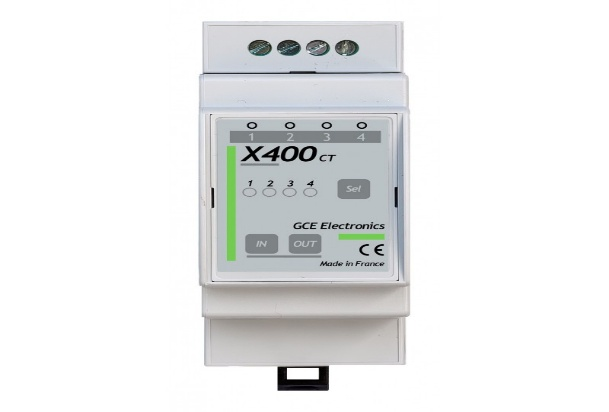 1 2 3 4
X400 CT
1 2 3 4
Sel
GCE Electronics
IN OUT
CE
Made in France